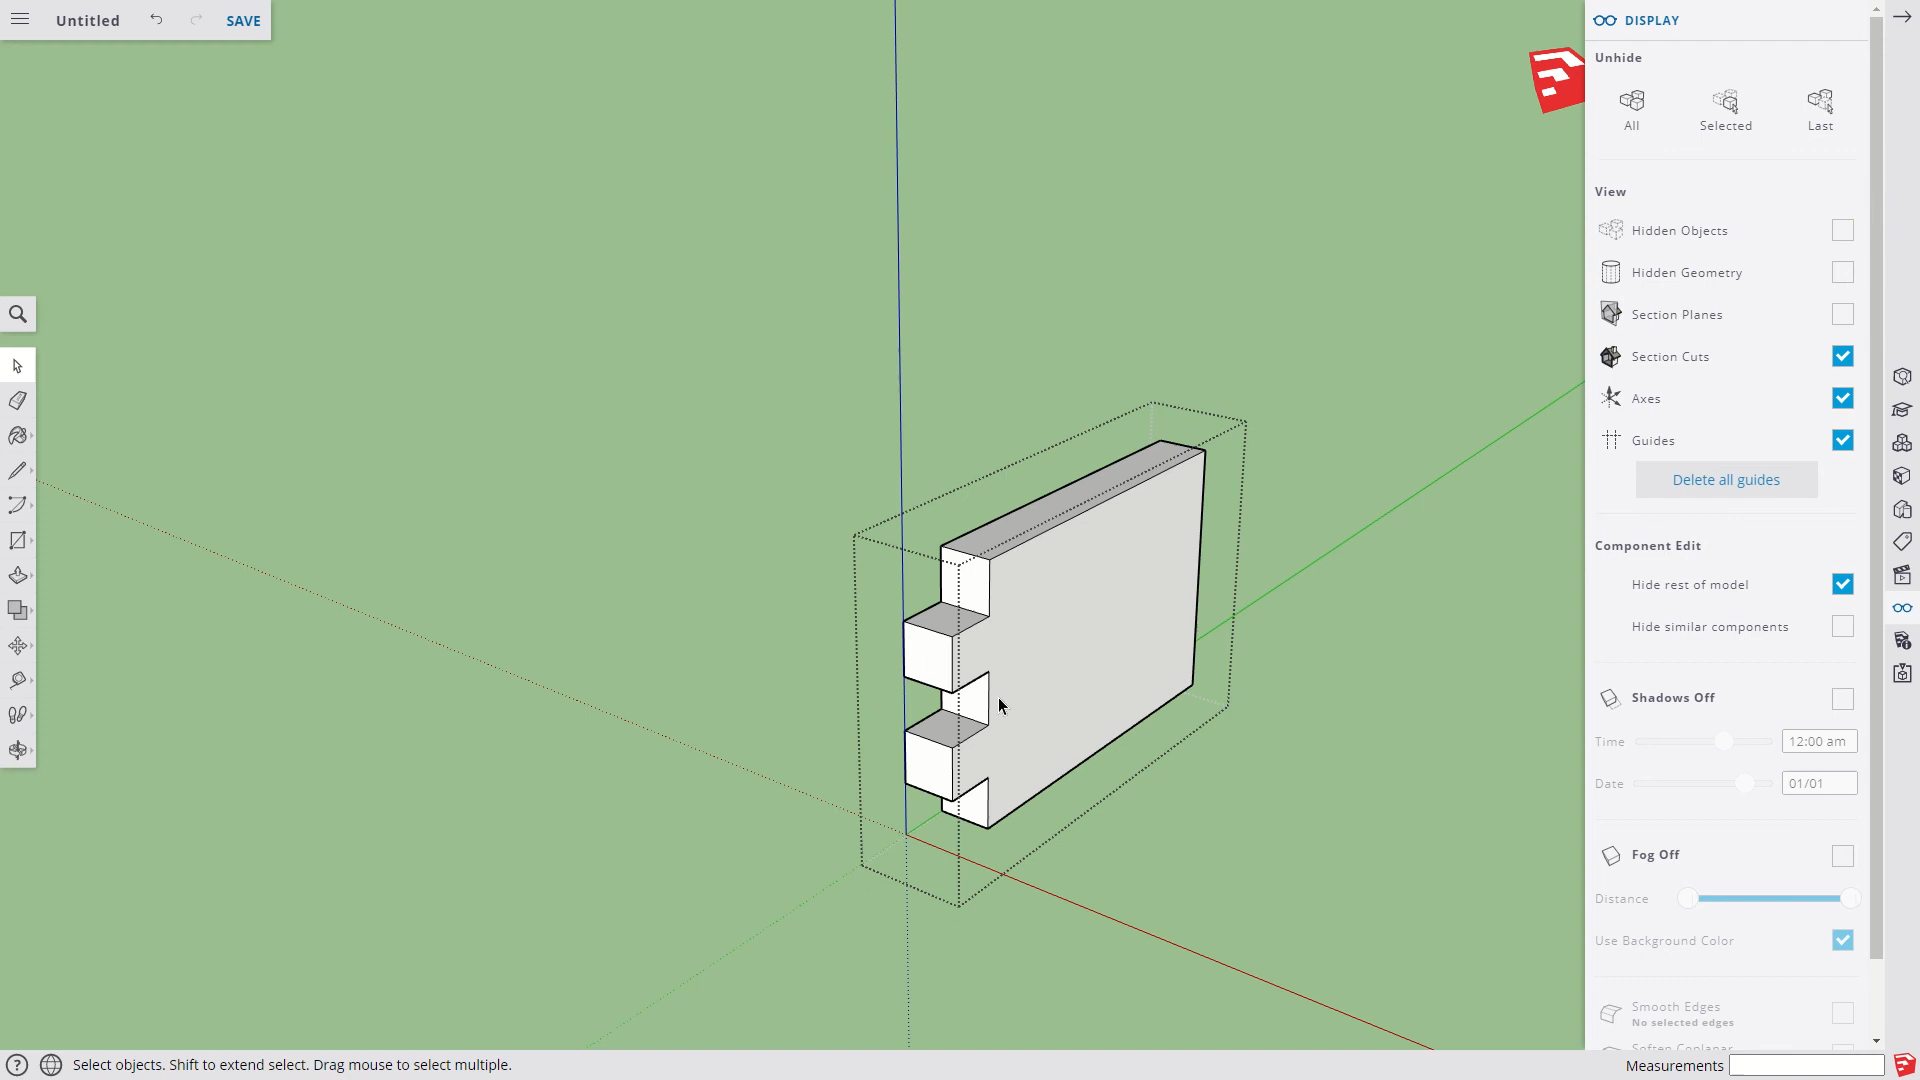 Untitled
SAVE
DISPLAY
Unhide
All
Selected
Last
View
Hidden Objects
Hidden Geometry
Section Planes
Section Cuts
Axes
Guides
Delete all guides
Component Edit
Hide rest of model
Hide similar components
Shadows Off
Time
12:00 am
Date
01/01
Fog Off
Distance
Use Background Color
Smooth Edges
No selected edges
Soften Coplanar
? Select objects. Shift to extend select. Drag mouse to select multiple.
Measurements